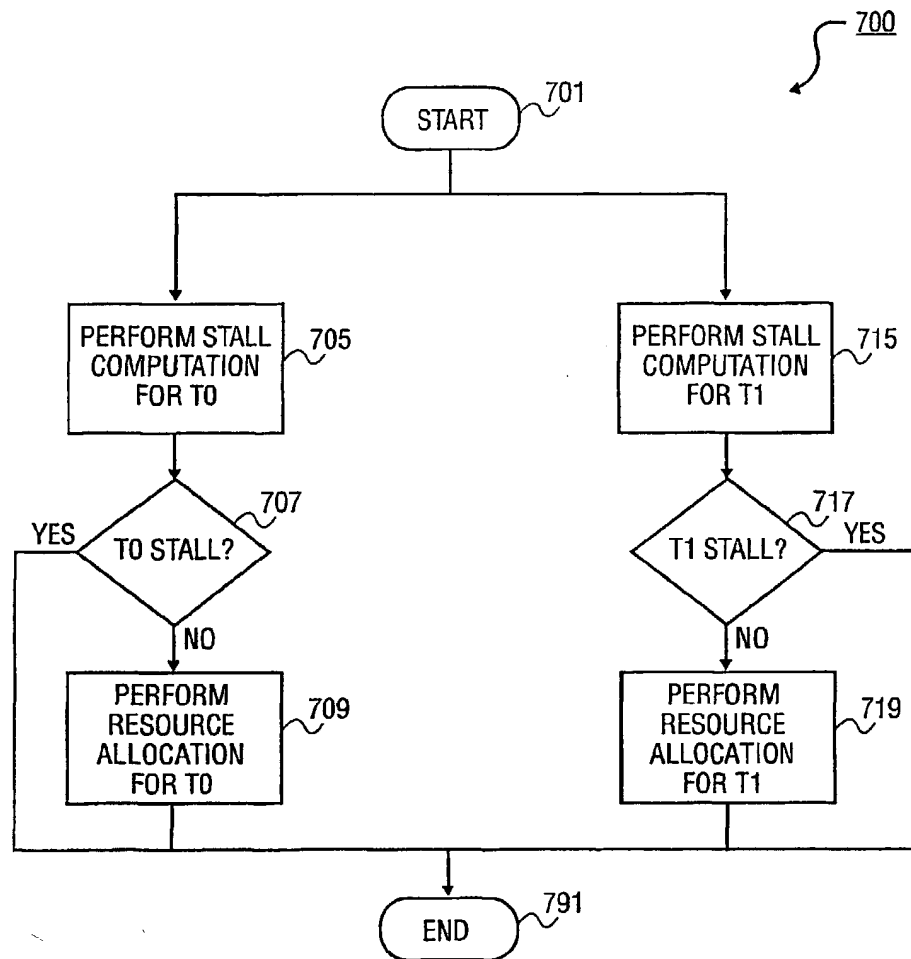 700
START
701
PERFORM STALL
COMPUTATION
FOR T0
705
PERFORM STALL
COMPUTATION
FOR T1
715
T0 STALL?
707
YES
NO
T1 STALL?
717
YES
NO
PERFORM
RESOURCE
ALLOCATION
FOR T0
709
PERFORM
RESOURCE
ALLOCATION
FOR T1
719
END
791